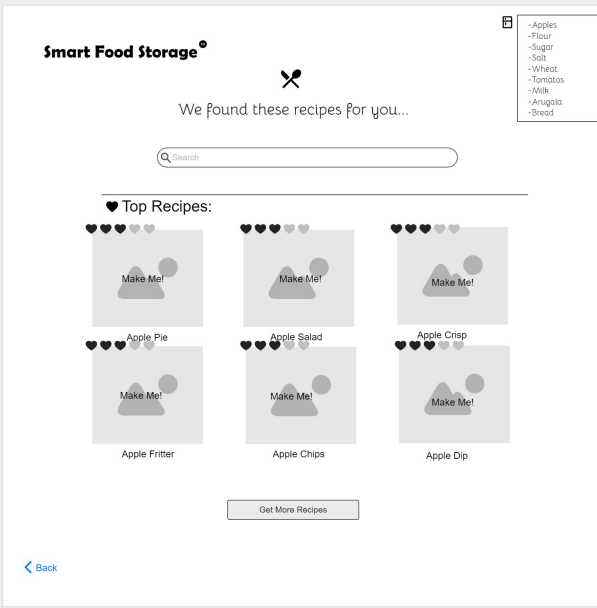 -Apples
-Flour
-Sugar
-Salt
-Wheat
-Tomatos
-Milk
-Arugala
-Bread
Smart Food Storage
We found these recipes for you...
Search
Top Recipes:
Make Me! Make Me! Make Me!
Apple Pie Apple Salad Apple Crisp
Make Me! Make Me! Make Me!
Apple Fritter Apple Chips Apple Dip
Get More Recipes
Back